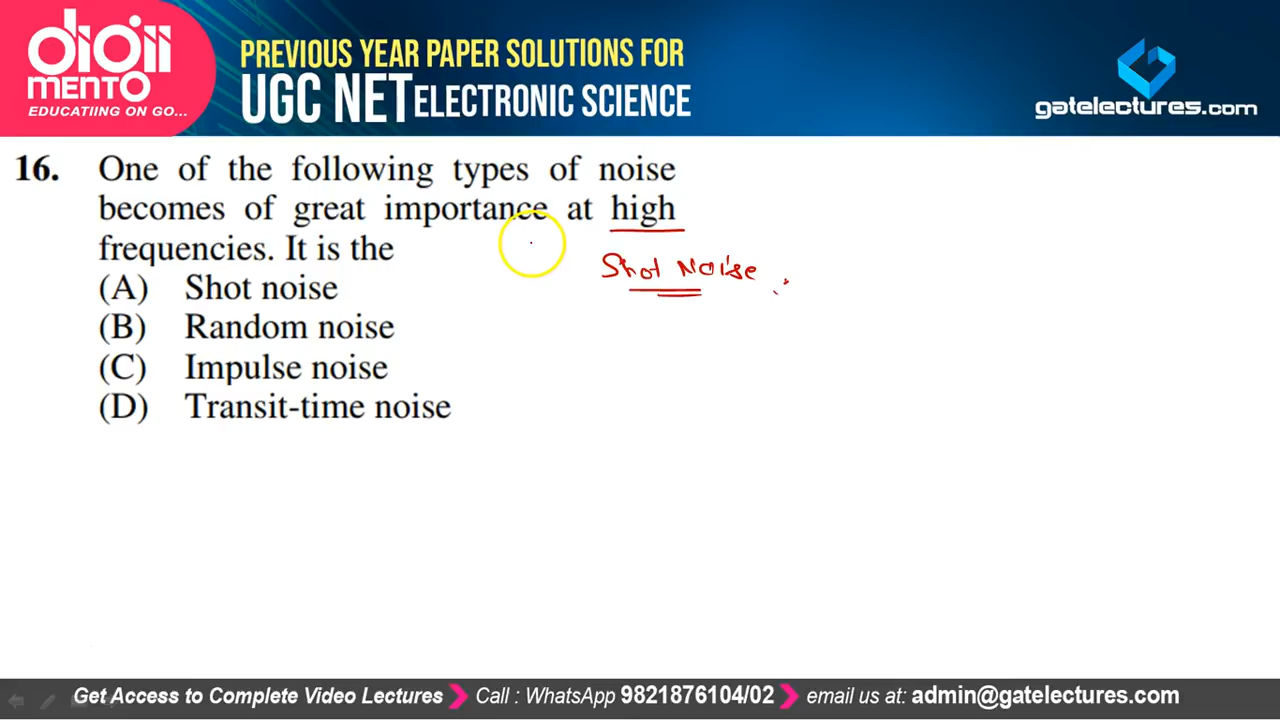 digii
MENTO
EDUCATIING ON GO...
PREVIOUS YEAR PAPER SOLUTIONS FOR
UGC NET ELECTRONIC SCIENCE
gatelectures.com
16. One of the following types of noise
becomes of great importance at high
frequencies. It is the
Shot Noise
(A) Shot noise
(B) Random noise
(C) Impulse noise
(D) Transit-time noise
Get Access to Complete Video Lectures Call : WhatsApp 9821876104/02 email us at: admin@gatelectures.com